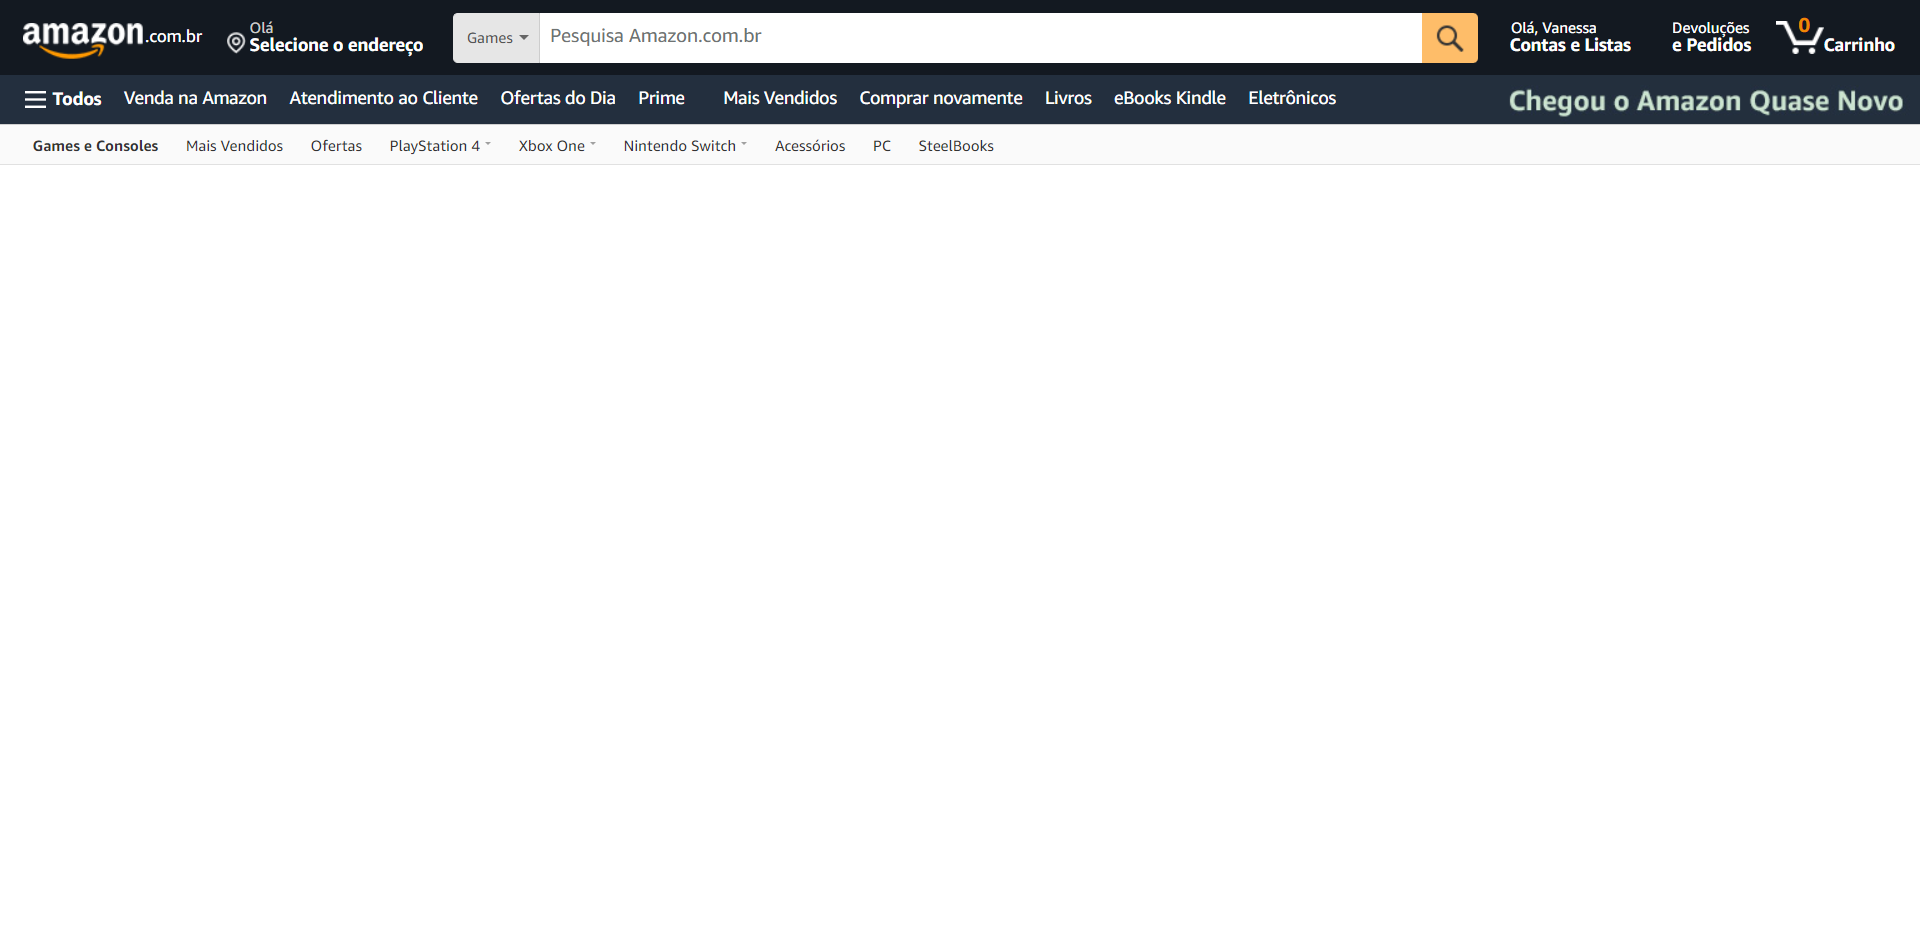 amazon.com.br
Olá
Selecione o endereço
Games
Pesquisa Amazon.com.br
Olá, Vanessa
Contas e Listas
Devoluções
e Pedidos
0
Carrinho
Todos Venda na Amazon Atendimento ao Cliente Ofertas do Dia Prime Mais Vendidos Comprar novamente Livros eBooks Kindle Eletrônicos Chegou o Amazon Quase Novo
Games e Consoles Mais Vendidos Ofertas PlayStation 4 Xbox One Nintendo Switch Acessórios PC SteelBooks